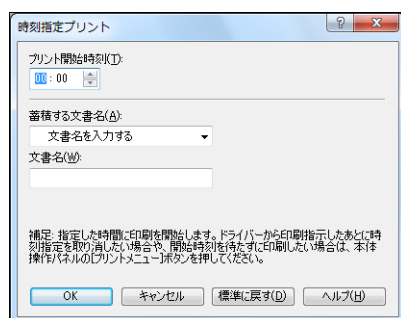 時刻指定プリント
プリント開始時刻(T):
00 : 00
蓄積する文書名(A):
文書名を入力する
文書名(W):
補足: 指定した時間に印刷を開始します。ドライバーから印刷指示したあとに時
刻指定を取り消したい場合や、開始時刻を待たずに印刷したい場合は、本体
操作パネルの[プリントメニュー]ボタンを押してください。
OK キャンセル 標準に戻す(D) ヘルプ(H)